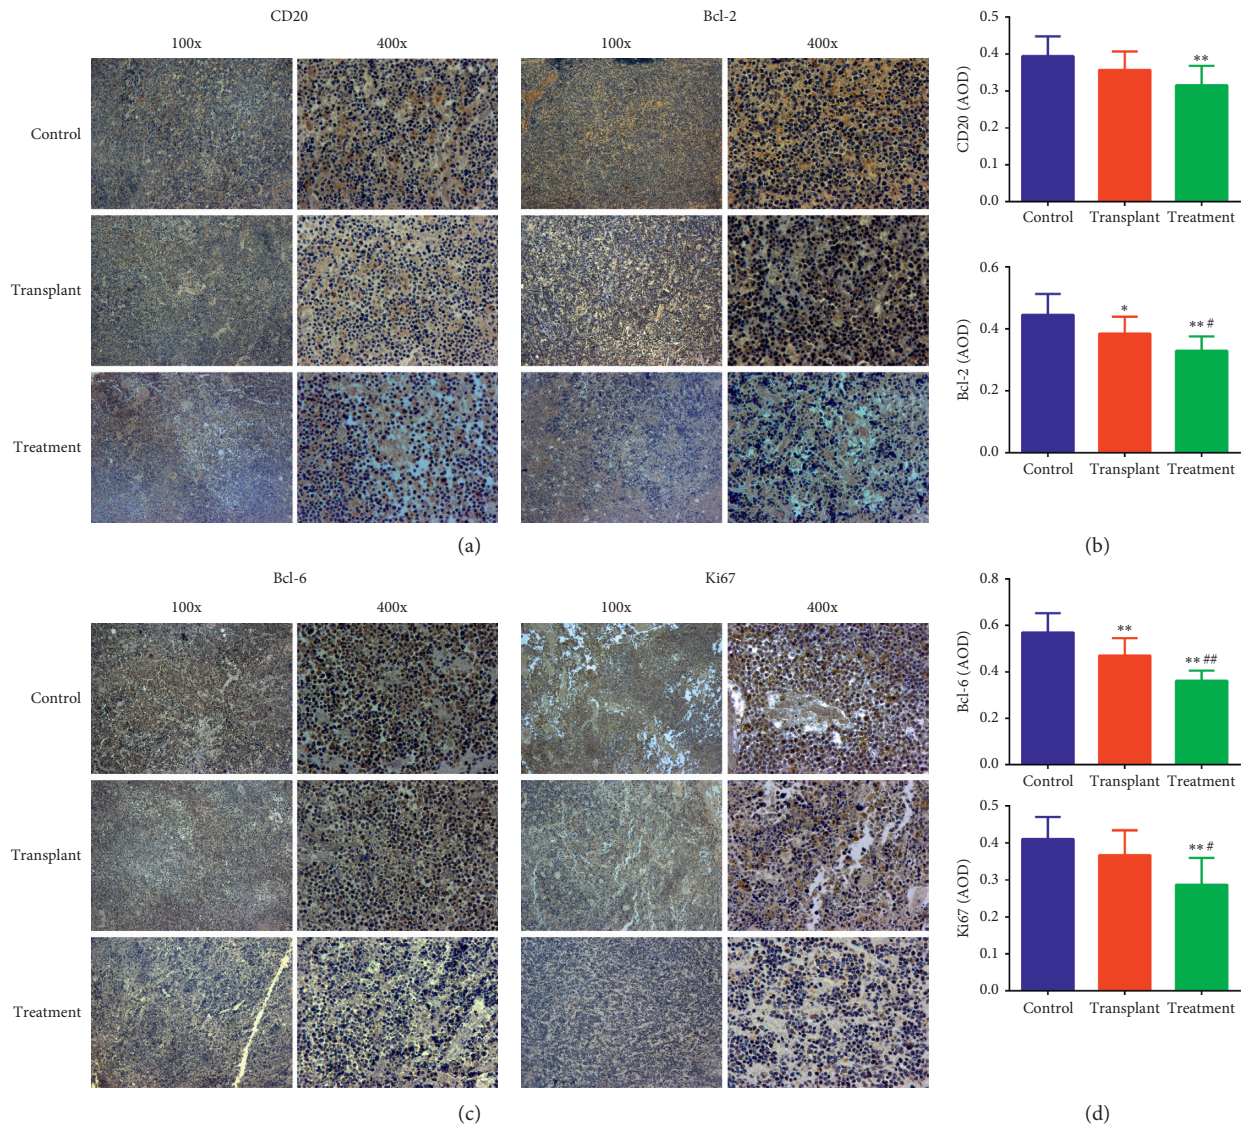 CD20 Bcl-2
100x 400x 100x 400x
Control
Transplant
Treatment
(a)
CD20 (AOD)
0.5
0.4
0.3
0.2
0.1
0.0
**
Control Transplant Treatment
Bcl-2 (AOD)
0.6
0.4
0.2
0.0
*
** #
Control Transplant Treatment
(b)
Bcl-6 Ki67
100x 400x 100x 400x
Control
Transplant
Treatment
(c)
Bcl-6 (AOD)
0.8
0.6
0.4
0.2
0.0
**
** ##
Control Transplant Treatment
Ki67 (AOD)
0.5
0.4
0.3
0.2
0.1
0.0
** #
Control Transplant Treatment
(d)